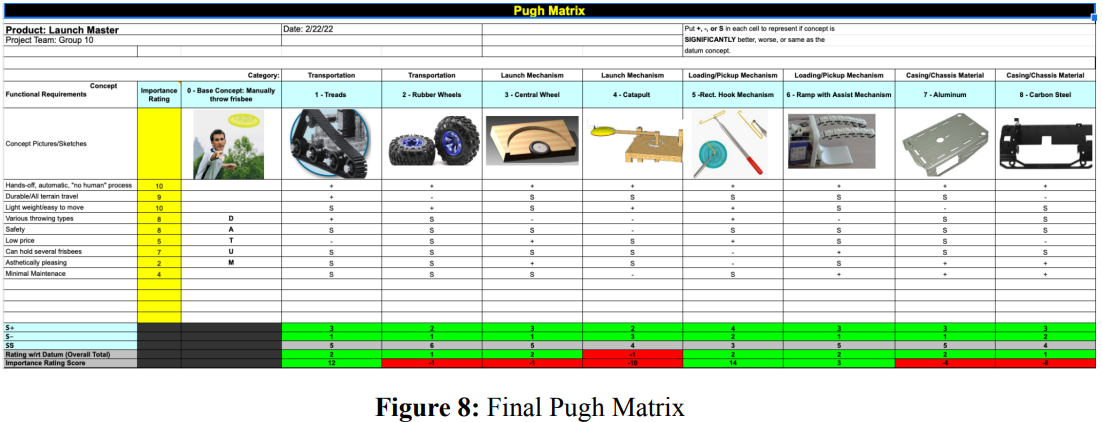 Pugh Matrix
Product: Launch Master Date: 2/22/22 Put +, -, or S in each cell to represent if concept is
Project Team: Group 10 SIGNIFICANTLY better, worse, or same as the
datum concept.
Category: Transportation Transportation Launch Mechanism Launch Mechanism Loading/Pickup Mechanism Loading/Pickup Mechanism Casing/Chassis Material Casing/Chassis Material
Concept
Functional Requirements Importance Rating 0 - Base Concept: Manually throw frisbee 1 - Treads 2 - Rubber Wheels 3 - Central Wheel 4 - Catapult 5 -Rect. Hook Mechanism 6 - Ramp with Assist Mechanism 7 - Aluminum 8 - Carbon Steel
Concept Pictures/Sketches
Hands-off, automatic, "no human" process 10 + + + + + + + +
Durable/All terrain travel 9 + - S S S S S -
Light weight/easy to move 10 S + S + + S - S
Various throwing types 8 D + S - - + - S S
Safety 8 A S S S - S S S S
Low price 5 T - S + S + S S -
Can hold several frisbees 7 U S S S S - + S S
Asthetically pleasing 2 M S S + S - S + +
Minimal Maintenace 4 S S S - S + + +
S+ 3 2 3 2 4 3 3 3
S- 1 1 1 3 2 1 1 2
SS 5 6 5 4 3 5 5 4
Rating w/rt Datum (Overall Total) 2 1 2 -1 2 2 2 1
Importance Rating Score 12 -1 -1 -10 14 3 -4 -8
Figure 8: Final Pugh Matrix